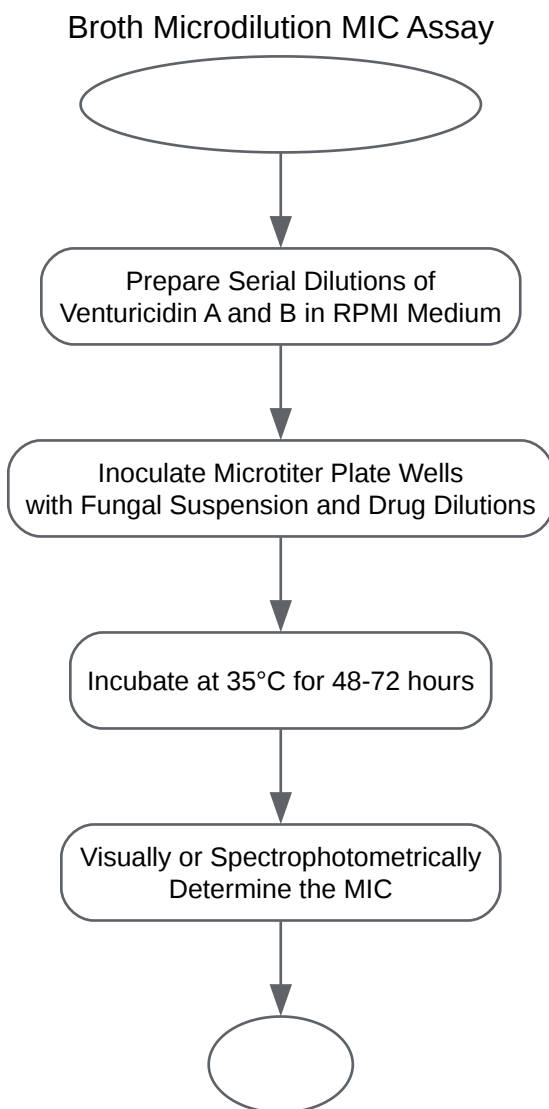 Broth Microdilution MIC Assay
Prepare Serial Dilutions of
Venturicidin A and B in RPMI Medium
Inoculate Microtiter Plate Wells
with Fungal Suspension and Drug Dilutions
Incubate at 35°C for 48-72 hours
Visually or Spectrophotometrically
Determine the MIC